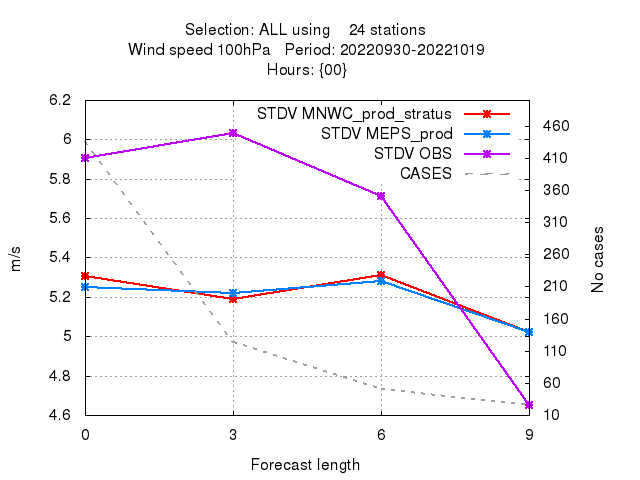 Selection: ALL using 24 stations
Wind speed 100hPa Period: 20220930-20221019
Hours: {00}
STDV MNWC_prod_stratus
STDV MEPS_prod
STDV OBS
CASES
6.2
6
5.8
5.6
5.4
5.2
5
4.8
4.6
460
410
360
310
260
210
160
110
60
10
m/s
No cases
0 3 6 9
Forecast length